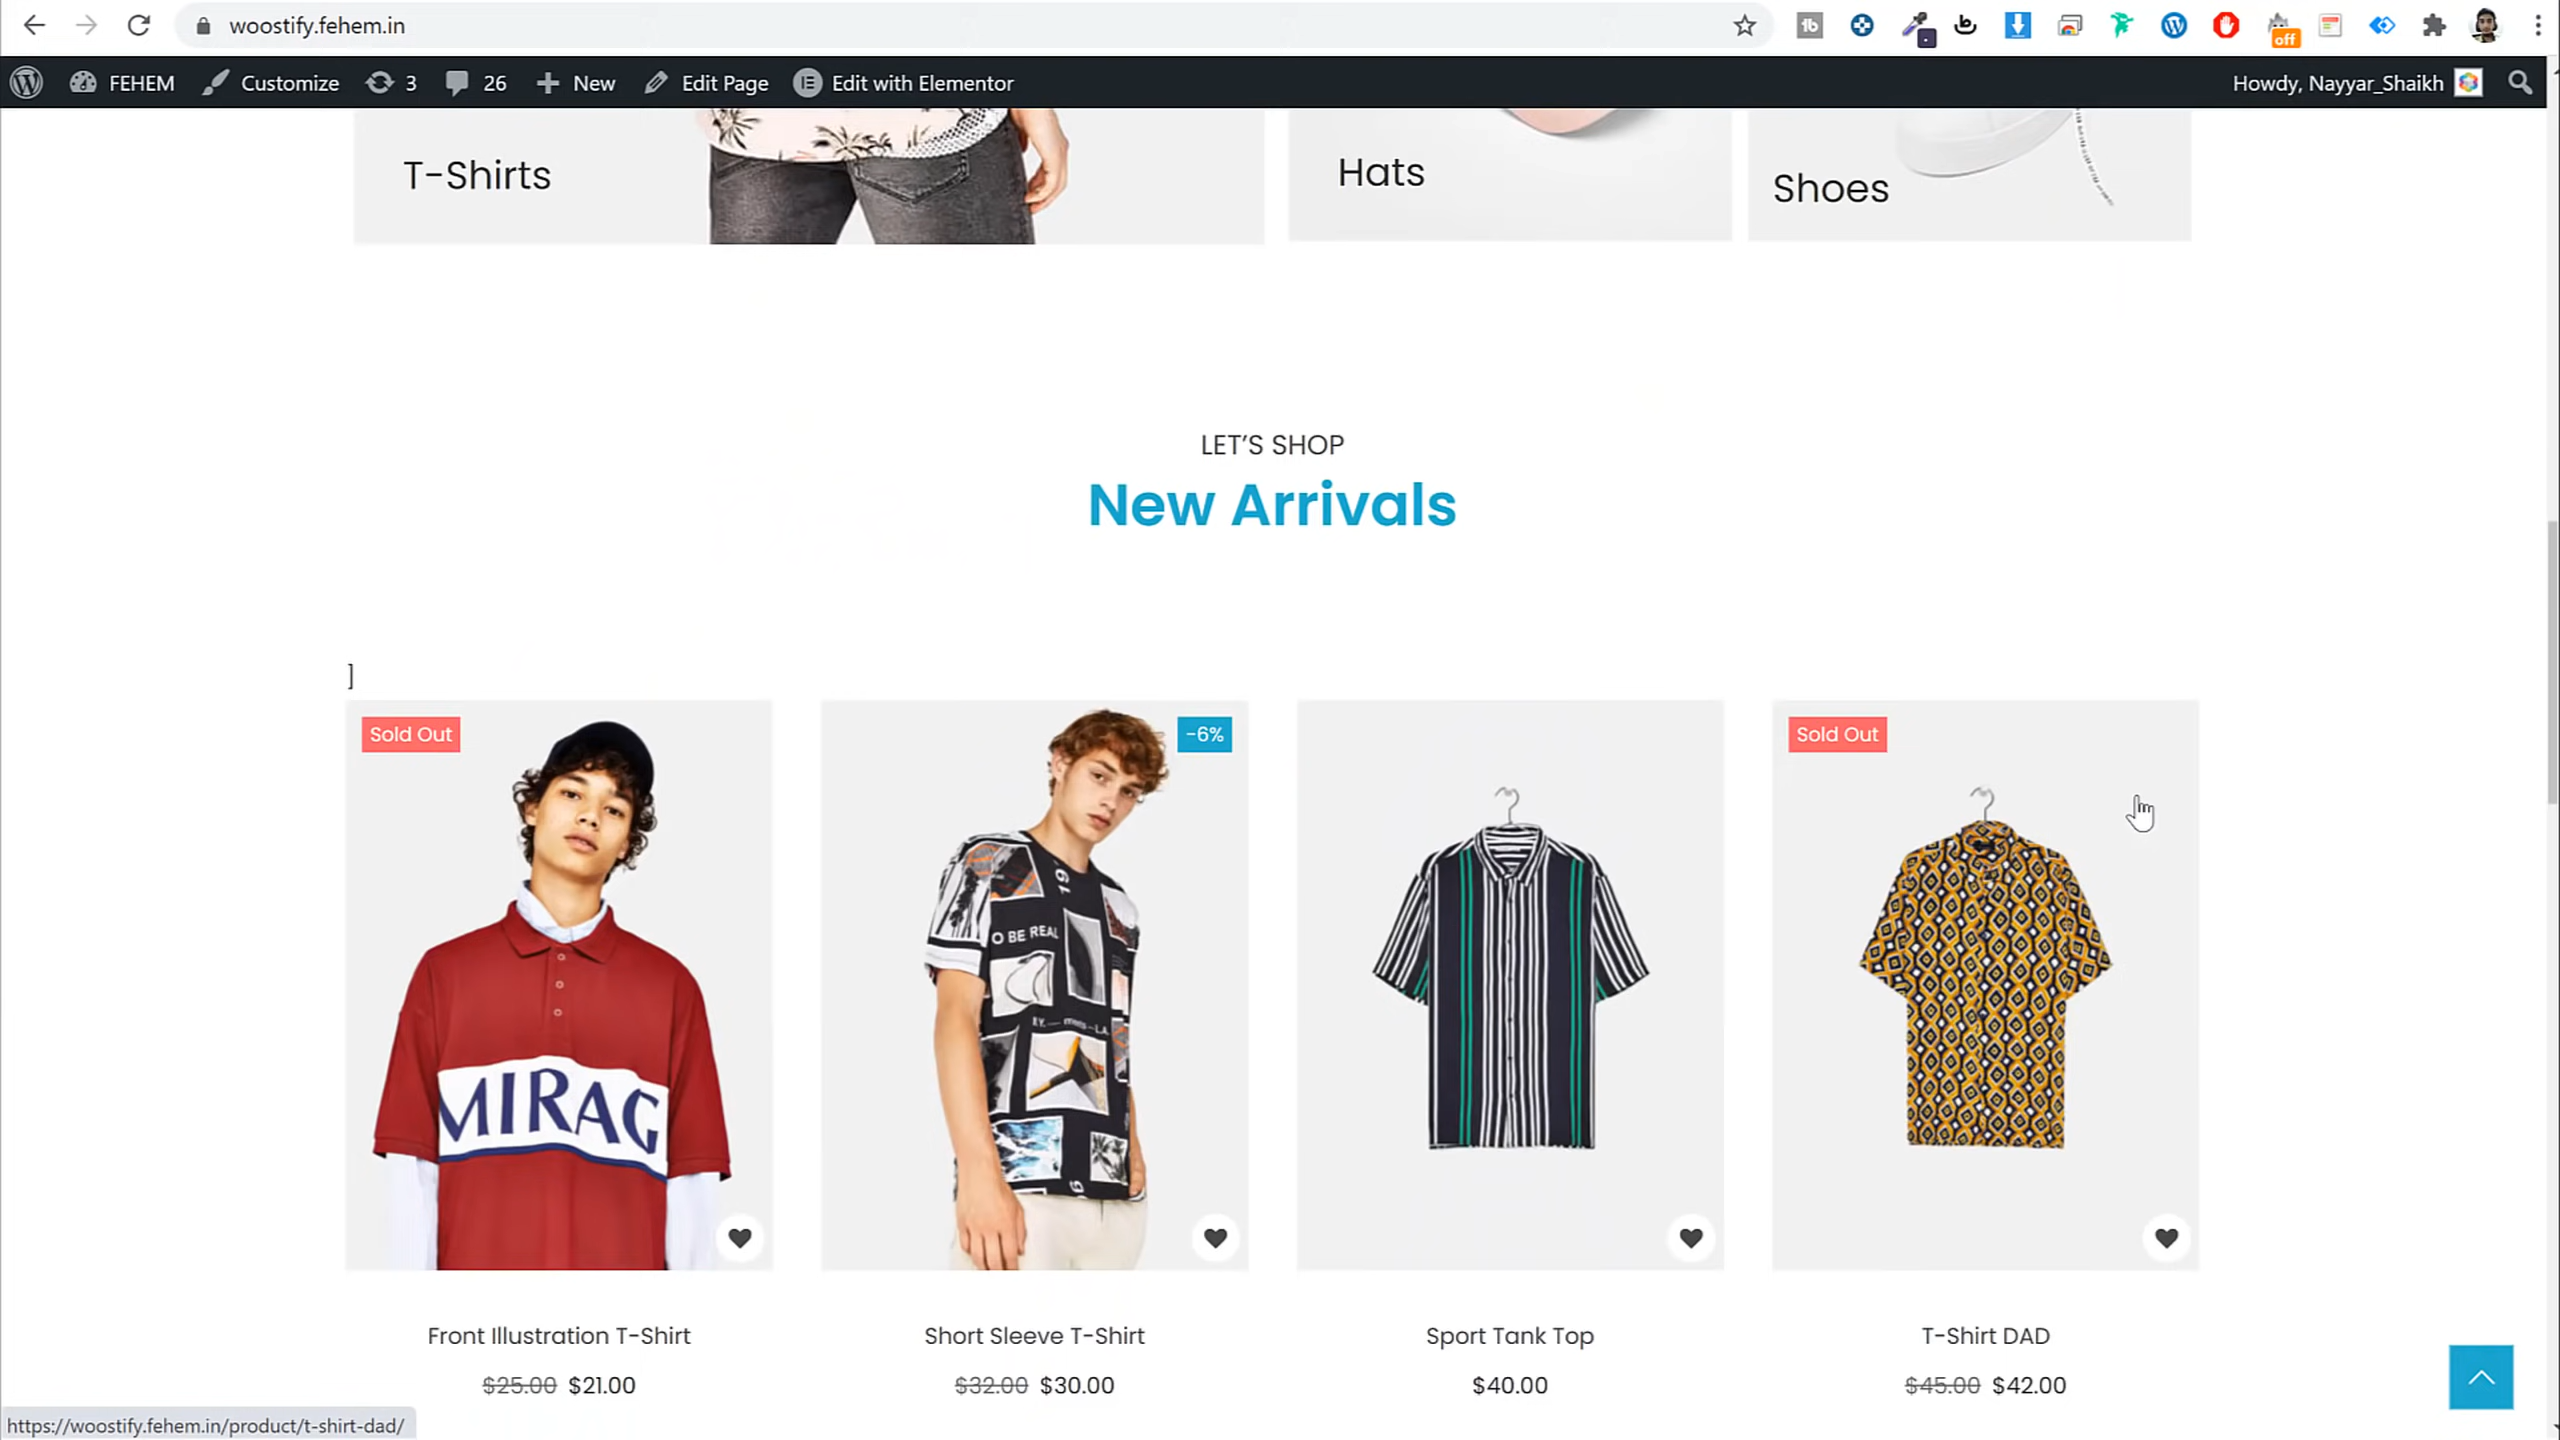 woostify.fehem.in
off
FEHEM Customize 3 26 New Edit Page Edit with Elementor Howdy, Nayyar_Shaikh
T-Shirts
Hats
Shoes
LET'S SHOP
New Arrivals
]
Sold Out
-6%
Sold Out
19
O BE REAL
MIRAG
Front Illustration T-Shirt
$25.00 $21.00
Short Sleeve T-Shirt
$32.00 $30.00
Sport Tank Top
$40.00
T-Shirt DAD
$45.00 $42.00
https://woostify.fehem.in/product/t-shirt-dad/